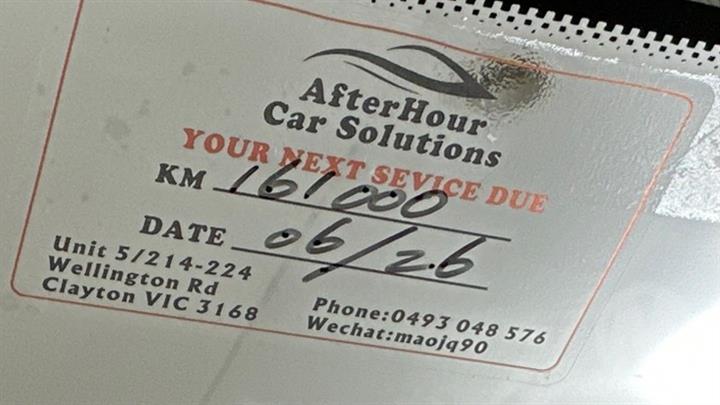 AfterHour
Car Solutions
YOUR NEXT SEVICE DUE
KM 161000
DATE 06/26
Unit 5/214-224
Wellington Rd
Clayton VIC 3168
Phone:0493 048 576
Wechat:maojq90